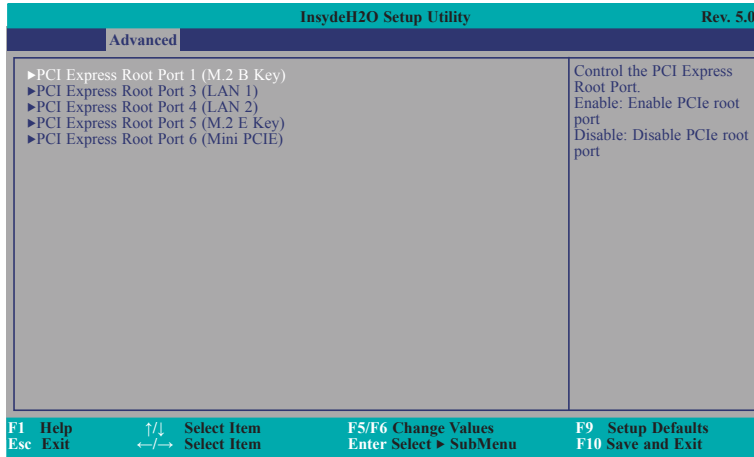 InsydeH2O Setup Utility Rev. 5.0
Advanced
▶PCI Express Root Port 1 (M.2 B Key)
▶PCI Express Root Port 3 (LAN 1)
▶PCI Express Root Port 4 (LAN 2)
▶PCI Express Root Port 5 (M.2 E Key)
▶PCI Express Root Port 6 (Mini PCIE)
Control the PCI Express
Root Port.
Enable: Enable PCIe root
port
Disable: Disable PCIe root
port
F1 Help ↑/↓ Select Item F5/F6 Change Values F9 Setup Defaults
Esc Exit ←/→ Select Item Enter Select ▶ SubMenu F10 Save and Exit